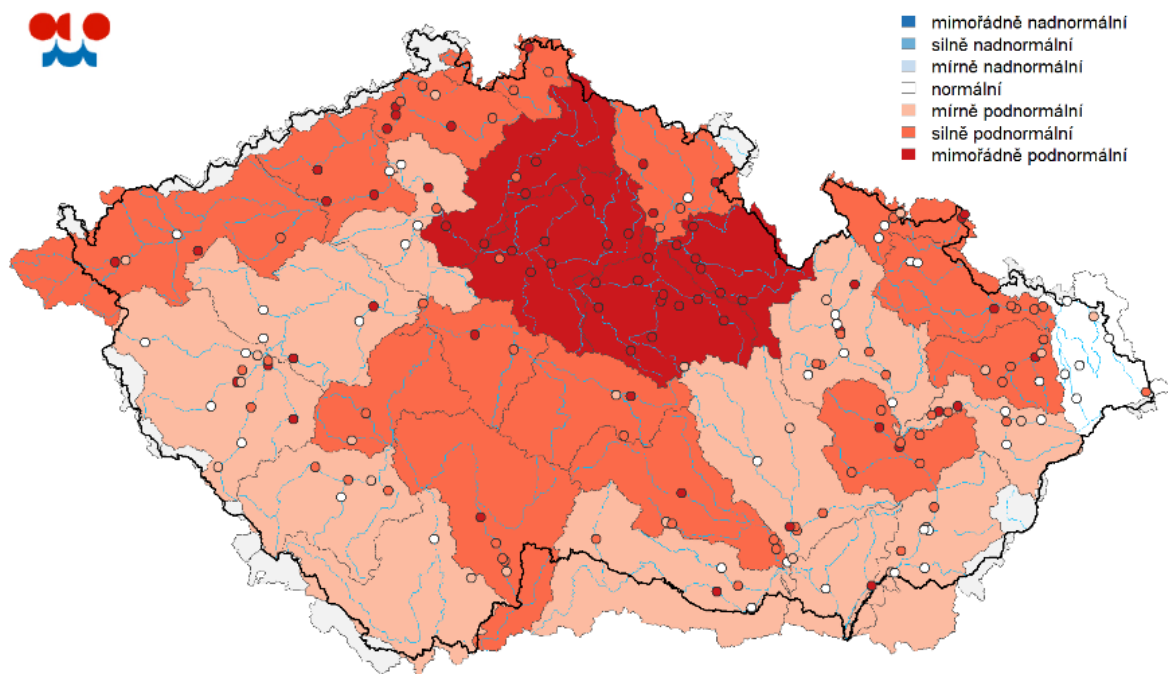 mimořádně nadnormální
silně nadnormální
mírně nadnormální
normální
mírně podnormální
silně podnormální
mimořádně podnormální